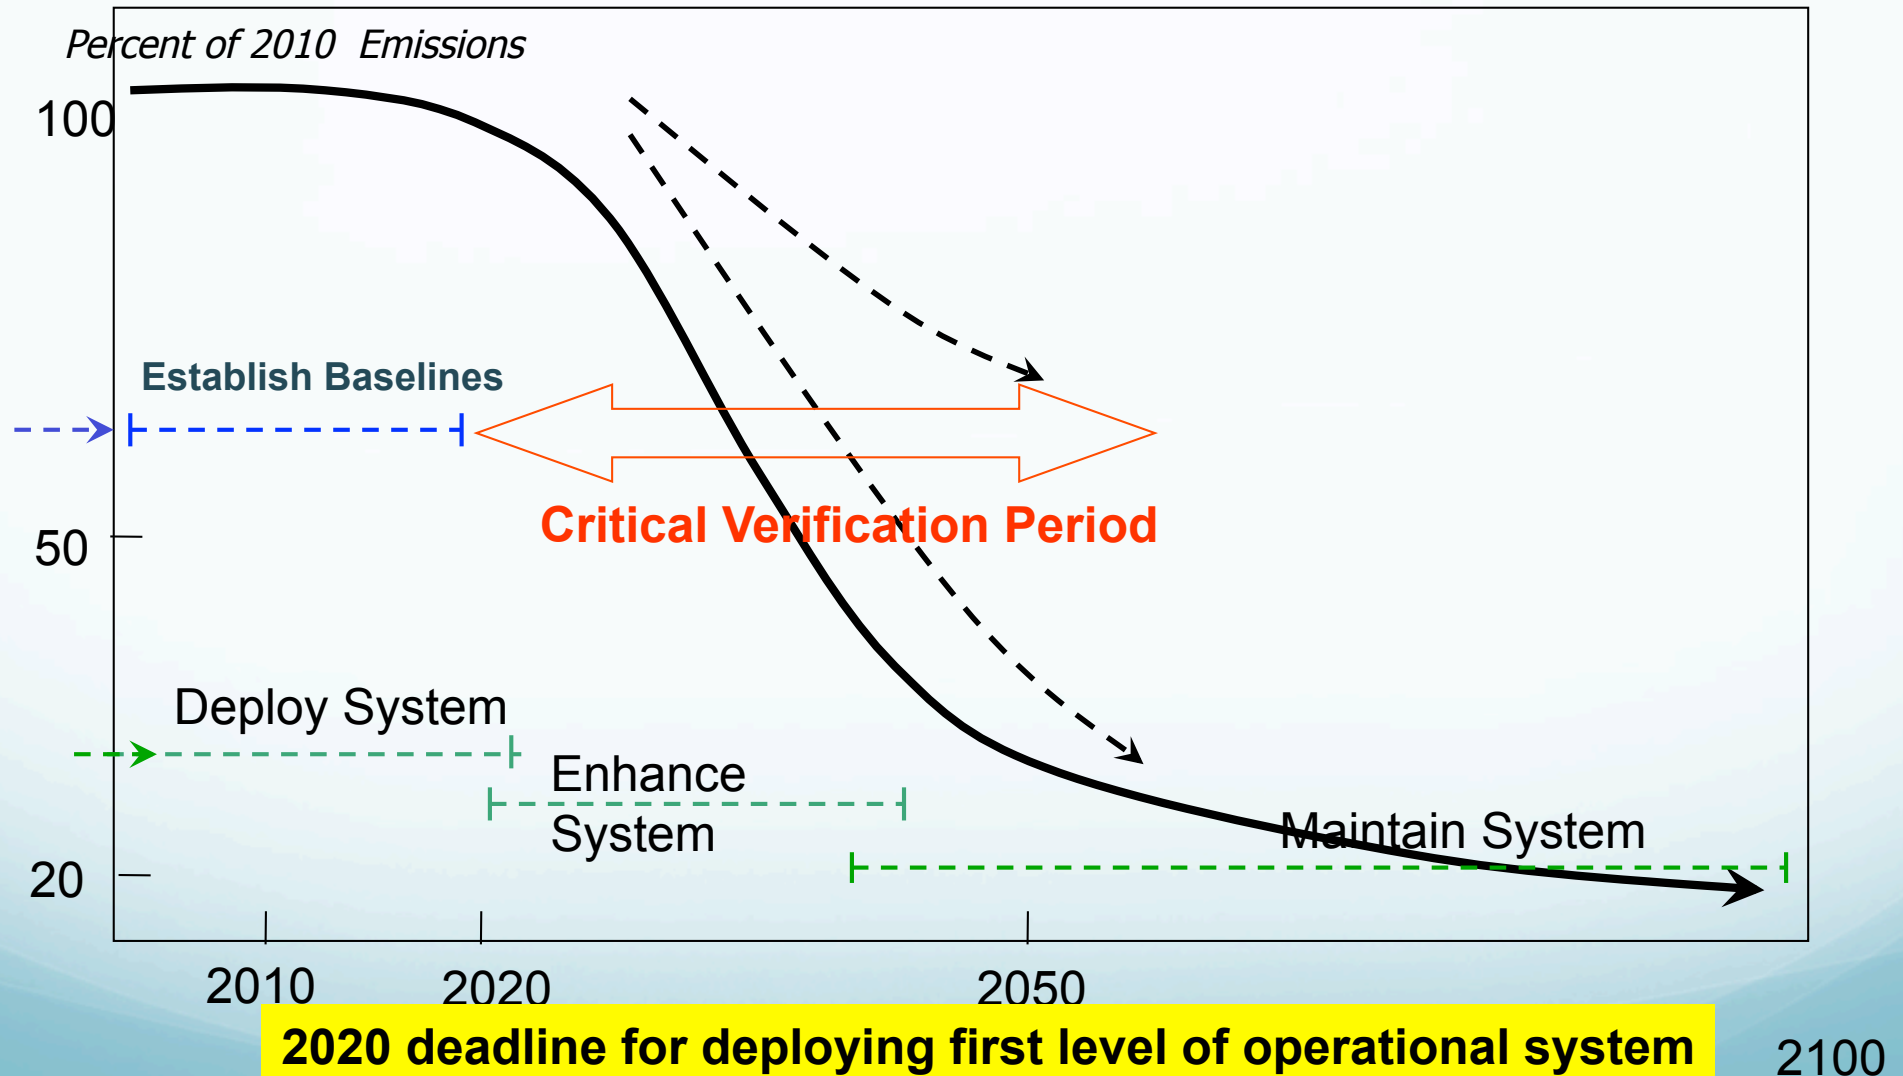 Percent of 2010 Emissions
100
Establish Baselines
50
Critical Verification Period
Deploy System
Enhance
System
Maintain System
20
2010 2020 2050
2020 deadline for deploying first level of operational system
2100